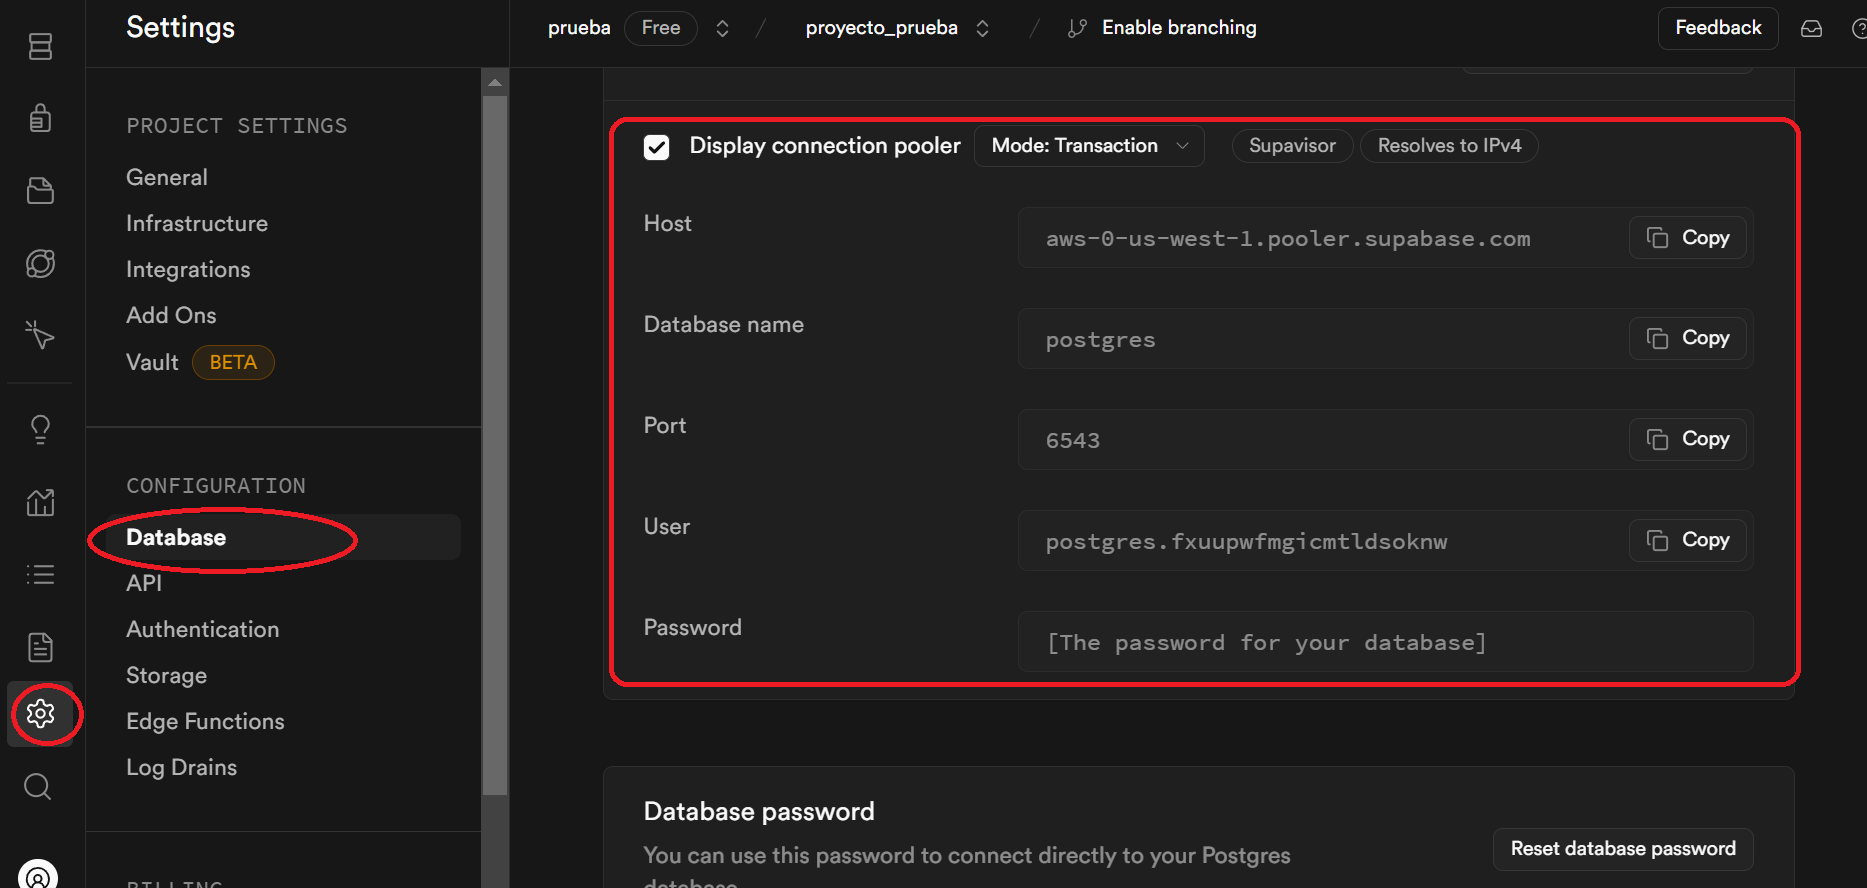 Settings
prueba Free / proyecto_prueba / Enable branching Feedback
PROJECT SETTINGS
General
Infrastructure
Integrations
Add Ons
Vault BETA
CONFIGURATION
Database
API
Authentication
Storage
Edge Functions
Log Drains
BILLING
Display connection pooler Mode: Transaction Supavisor Resolves to IPv4
Host aws-0-us-west-1.pooler.supabase.com Copy
Database name postgres Copy
Port 6543 Copy
User postgres.fxuupwfmgicmtldsoknw Copy
Password [The password for your database]
Database password
You can use this password to connect directly to your Postgres
database.
Reset database password